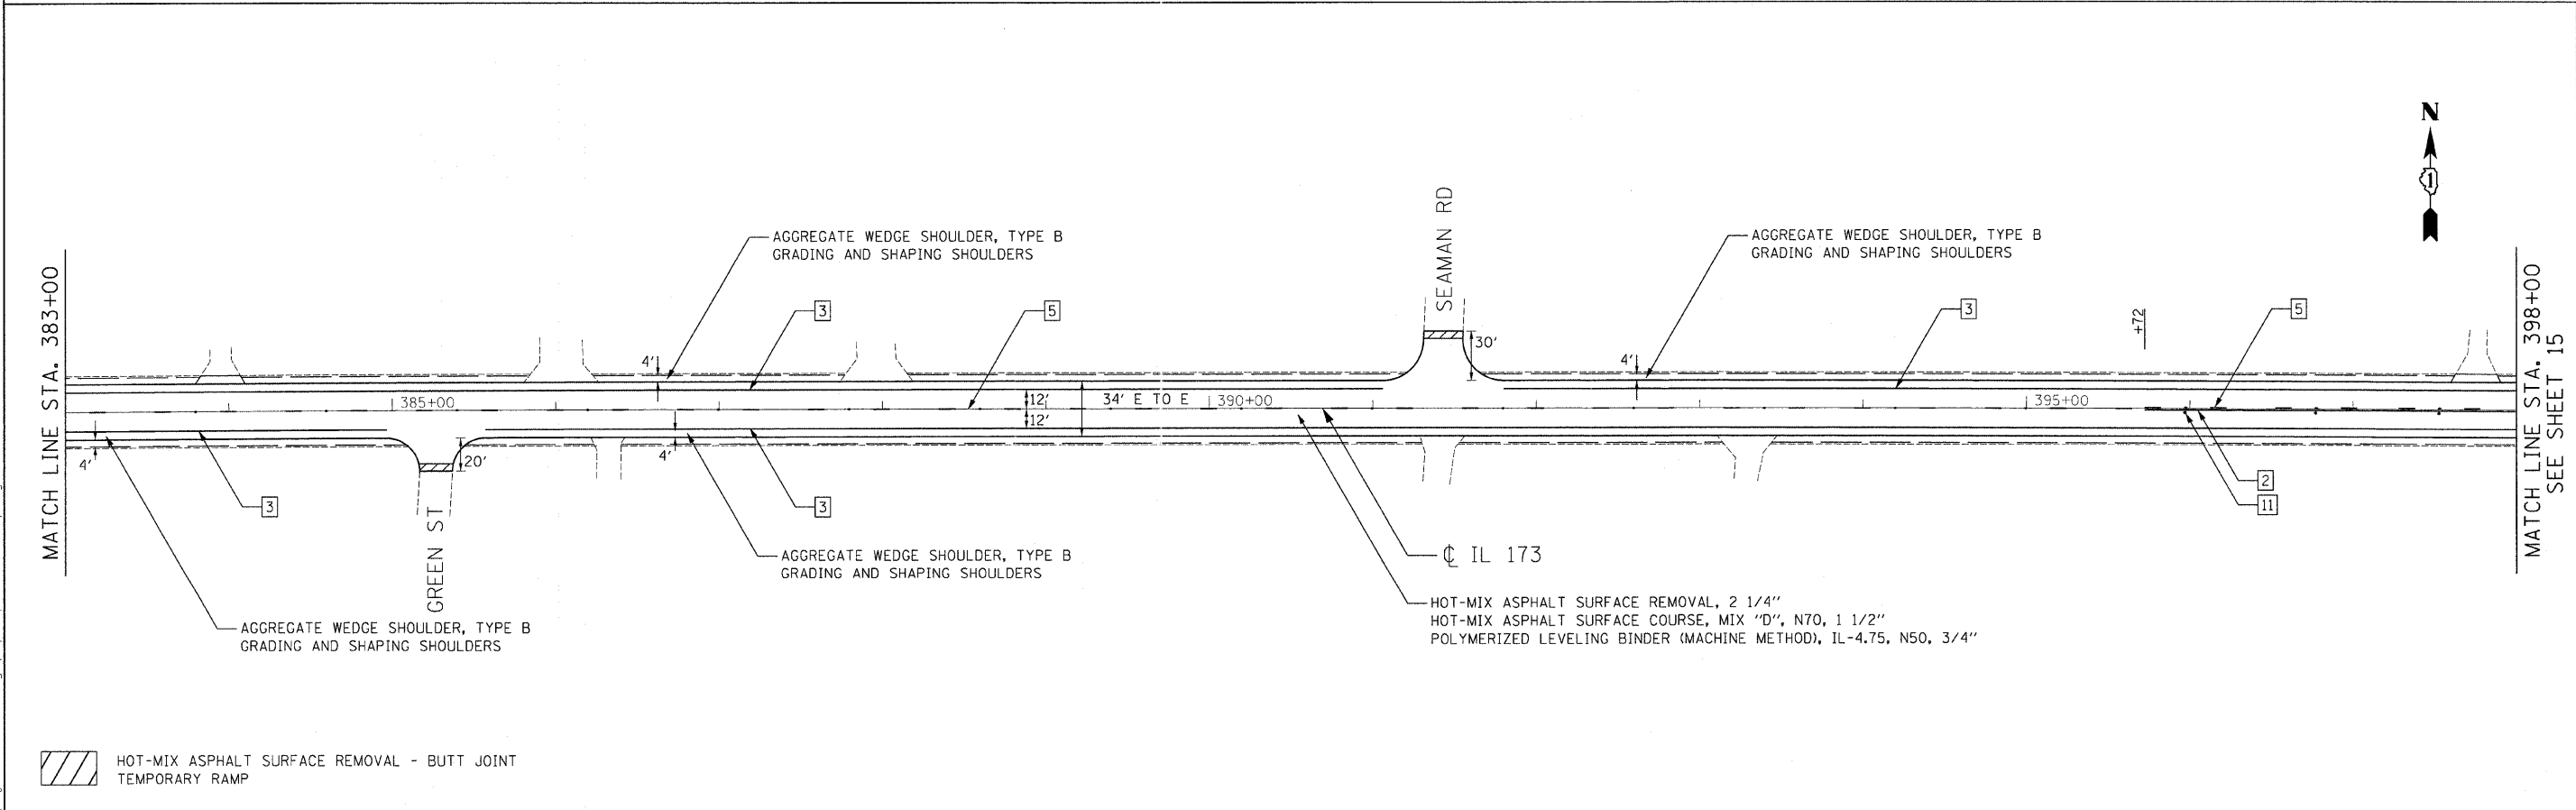 N
1
SEAMAN RD
AGGREGATE WEDGE SHOULDER, TYPE B
GRADING AND SHAPING SHOULDERS
AGGREGATE WEDGE SHOULDER, TYPE B
GRADING AND SHAPING SHOULDERS
MATCH LINE STA. 383+00
MATCH LINE STA. 398+00
SEE SHEET 15
3
5
3
+72
5
4'
30'
4'
385+00
12'
34' E TO E
390+00
395+00
12'
4'
20'
4'
3
3
2
11
GREEN ST
AGGREGATE WEDGE SHOULDER, TYPE B
GRADING AND SHAPING SHOULDERS
℄ IL 173
HOT-MIX ASPHALT SURFACE REMOVAL, 2 1/4"
HOT-MIX ASPHALT SURFACE COURSE, MIX "D", N70, 1 1/2"
POLYMERIZED LEVELING BINDER (MACHINE METHOD), IL-4.75, N50, 3/4"
AGGREGATE WEDGE SHOULDER, TYPE B
GRADING AND SHAPING SHOULDERS
HOT-MIX ASPHALT SURFACE REMOVAL - BUTT JOINT
TEMPORARY RAMP